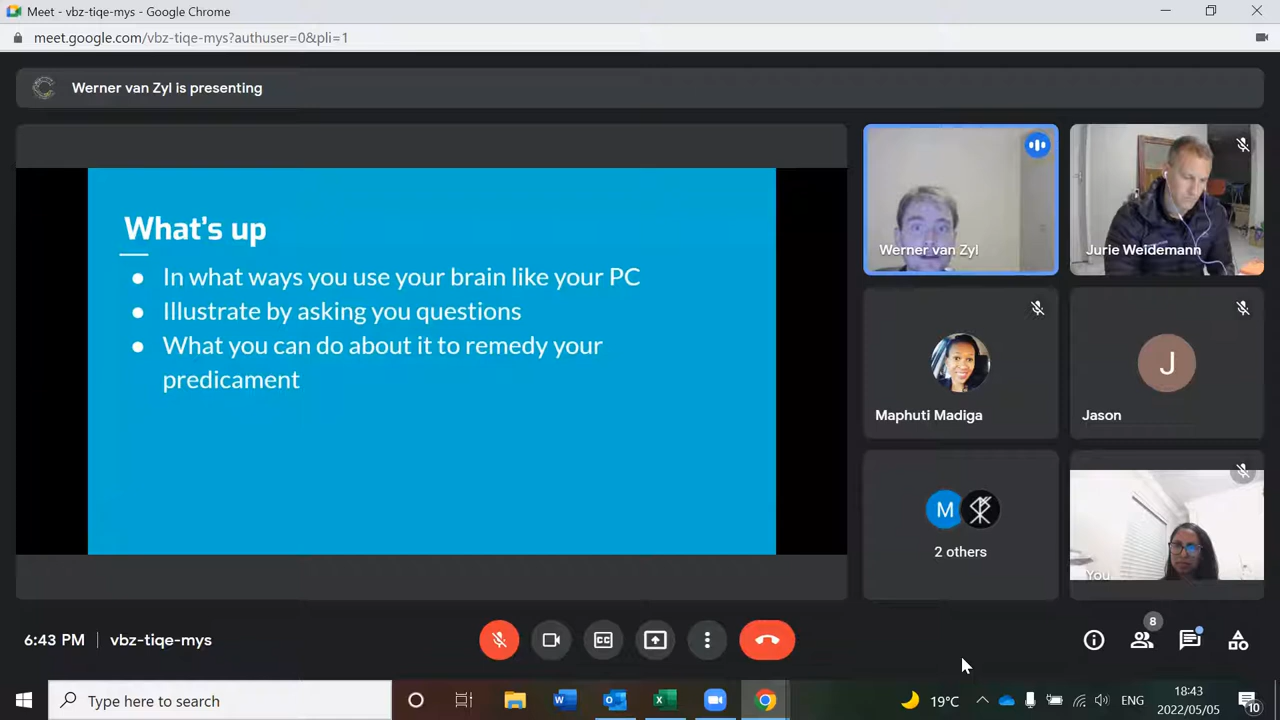 Meet - vbz-tiqe-mys - Google Chrome
meet.google.com/vbz-tiqe-mys?authuser=0&pli=1
Werner van Zyl is presenting
What's up
In what ways you use your brain like your PC
Illustrate by asking you questions
What you can do about it to remedy your
predicament
Werner van Zyl
Jurie Weidemann
Maphuti Madiga
J
Jason
M
2 others
You
6:43 PM | vbz-tiqe-mys
CC
8
Type here to search
19°C
ENG
18:43
2022/05/05
10